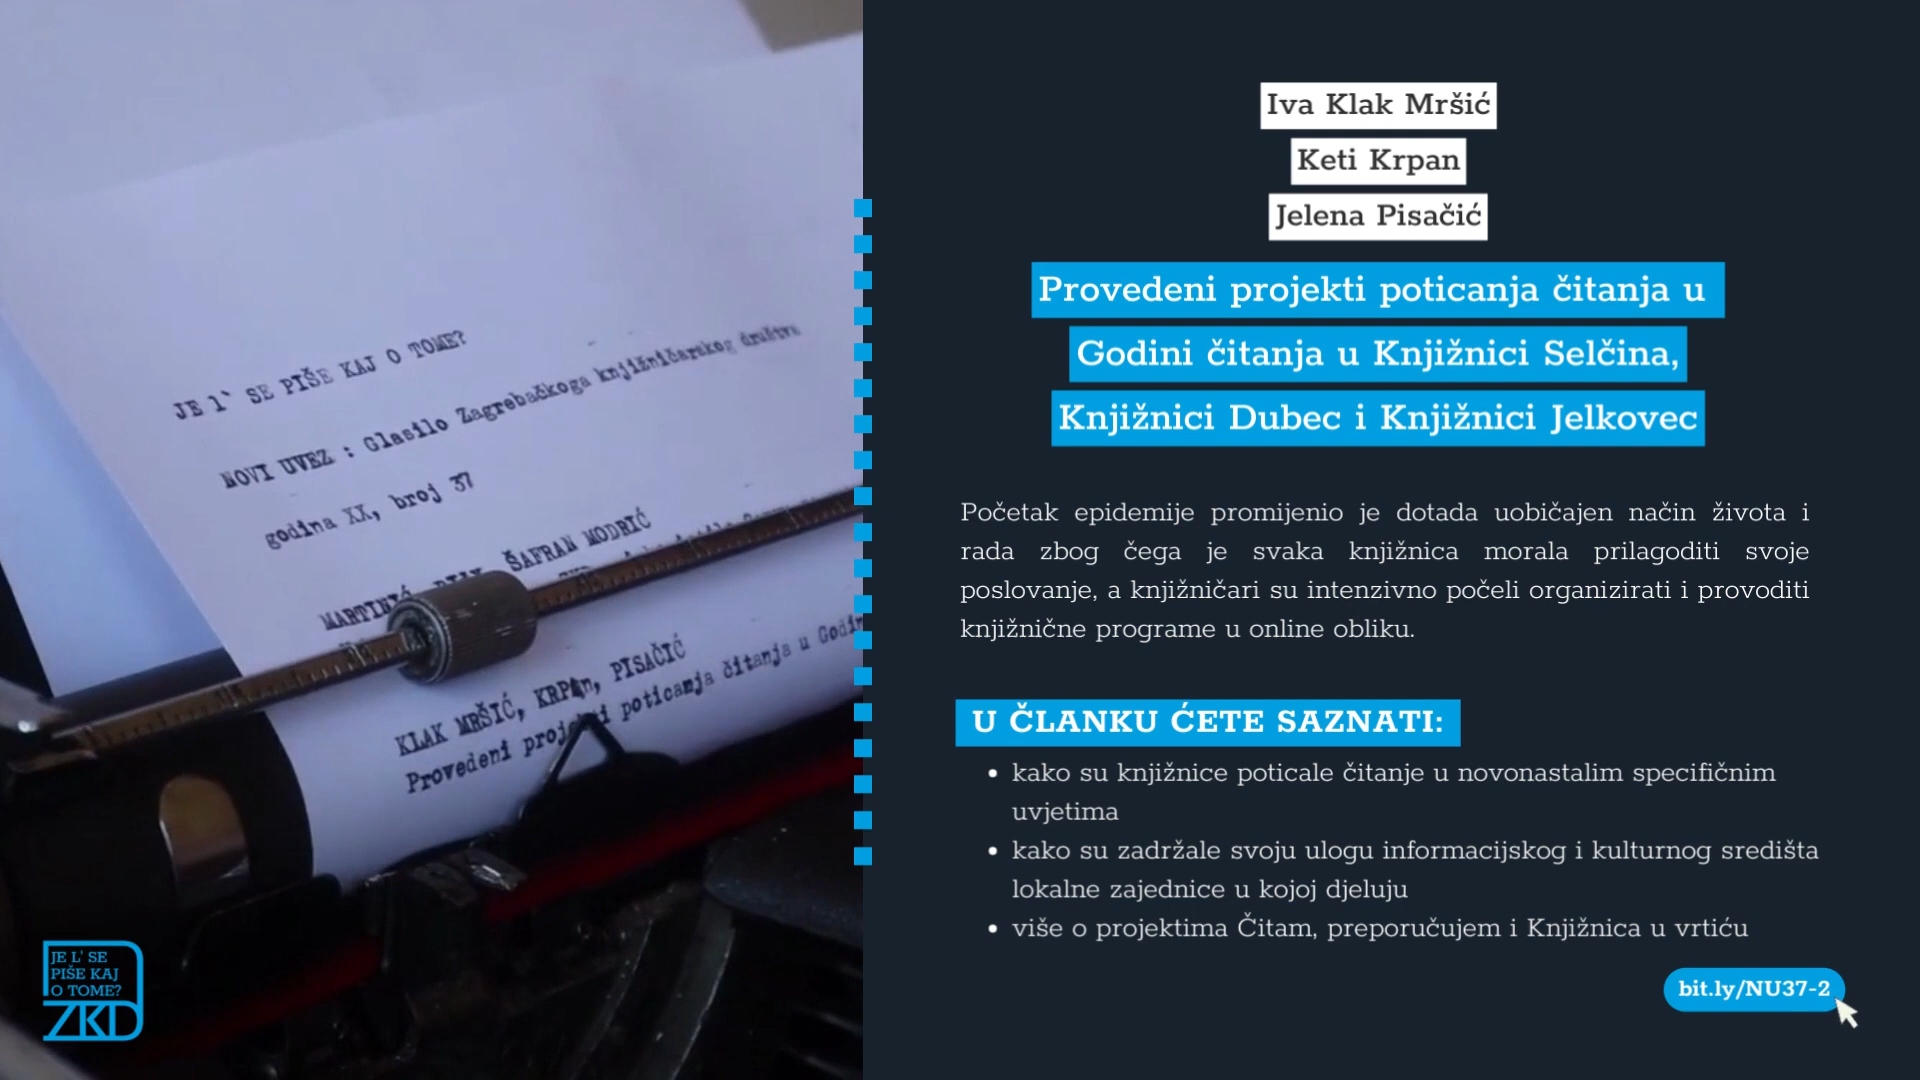 JE l` SE PIŠE KAJ O TOME?
NOVI UVEZ : Glasilo Zagrebačkoga knjižničarskog društva
godina XX, broj 37
MARTINIĆ, ŠAFRAN MODRIĆ
KLAK MRŠIĆ, KRPAn, PISAČIĆ
Provedeni projekti poticanja čitanja u
JE L' SE
PIŠE KAJ
O TOME?
ZKD
Iva Klak Mršić
Keti Krpan
Jelena Pisačić
Provedeni projekti poticanja čitanja u
Godini čitanja u Knjižnici Selčina,
Knjižnici Dubec i Knjižnici Jelkovec
Početak epidemije promijenio je dotada uobičajen način života i
rada zbog čega je svaka knjižnica morala prilagoditi svoje
poslovanje, a knjižničari su intenzivno počeli organizirati i provoditi
knjižnične programe u online obliku.
U ČLANKU ĆETE SAZNATI:
• kako su knjižnice poticale čitanje u novonastalim specifičnim
uvjetima
• kako su zadržale svoju ulogu informacijskog i kulturnog središta
lokalne zajednice u kojoj djeluju
• više o projektima Čitam, preporučujem i Knjižnica u vrtiću
bit.ly/NU37-2